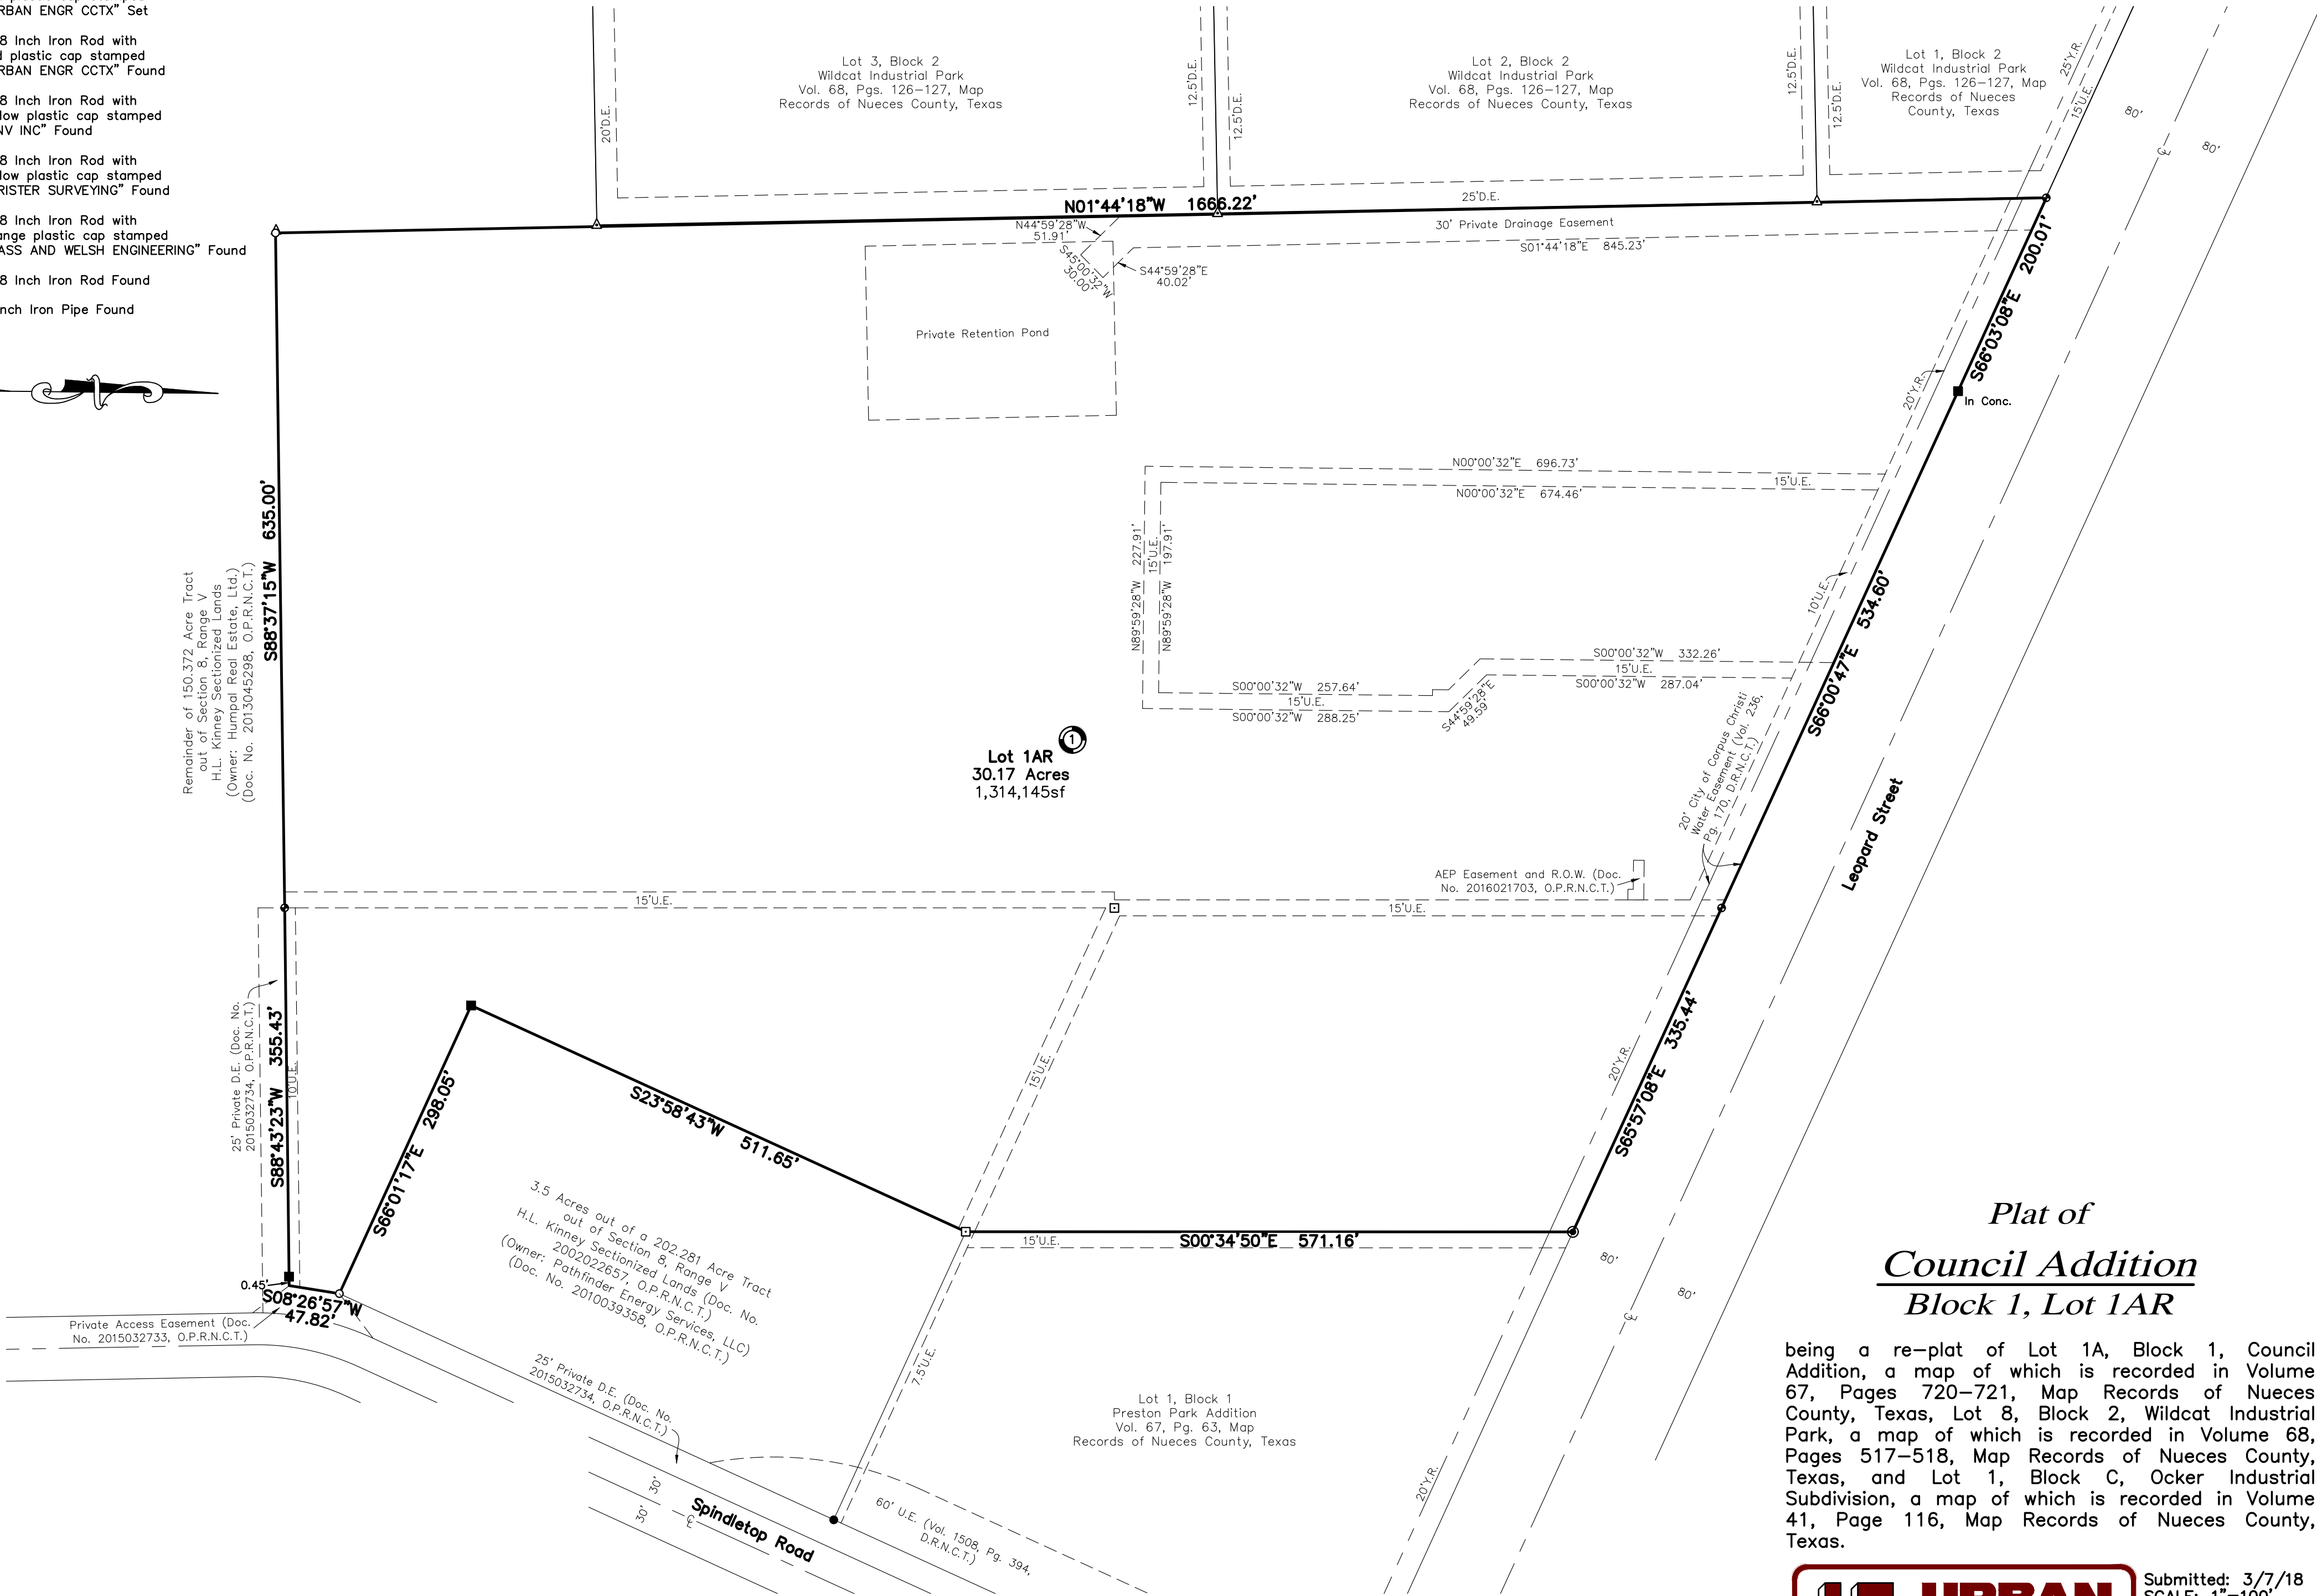 RBAN ENGR CCTX" Set
8 Inch Iron Rod with
d plastic cap stamped
RBAN ENGR CCTX" Found
8 Inch Iron Rod with
low plastic cap stamped
NV INC" Found
8 Inch Iron Rod with
low plastic cap stamped
RISTER SURVEYING" Found
8 Inch Iron Rod with
ange plastic cap stamped
ASS AND WELSH ENGINEERING" Found
8 Inch Iron Rod Found
nch Iron Pipe Found
20'D.E.
Lot 3, Block 2
Wildcat Industrial Park
Vol. 68, Pgs. 126-127, Map
Records of Nueces County, Texas
12.5'D.E.
12.5'D.E.
Lot 2, Block 2
Wildcat Industrial Park
Vol. 68, Pgs. 126-127, Map
Records of Nueces County, Texas
12.5'D.E.
12.5'D.E.
Lot 1, Block 2
Wildcat Industrial Park
Vol. 68, Pgs. 126-127, Map
Records of Nueces
County, Texas
25'Y.R.
15'U.E.
80'
80'
25'D.E.
N01°44'18"W 1666.22'
30' Private Drainage Easement
S01°44'18"E 845.23'
N44°59'28"W
51.91'
S45°00'32"W
30.00'
S44°59'28"E
40.02'
Private Retention Pond
S66°03'08"E 200.01'
In Conc.
20'Y.R.
N00°00'32"E 696.73'
15'U.E.
N00°00'32"E 674.46'
N89°59'28"W 227.91'
15'U.E.
N89°59'28"W 197.91'
S88°37'15"W 635.00'
Remainder of 150.372 Acre Tract
out of Section 8, Range V
H.L. Kinney Sectionized Lands
(Owner: Humpal Real Estate, Ltd.)
(Doc. No. 2013045298, O.P.R.N.C.T.)
10'U.E.
S66°00'47"E 534.60'
S00°00'32"W 332.26'
15'U.E.
S00°00'32"W 287.04'
S00°00'32"W 257.64'
15'U.E.
S00°00'32"W 288.25'
S44°59'28"E
49.59'
20' City of Corpus Christi
Water Easement (Vol. 236,
Pg. 170, D.R.N.C.T.)
1
Lot 1AR
30.17 Acres
1,314,145sf
Leopard Street
AEP Easement and R.O.W. (Doc.
No. 2016021703, O.P.R.N.C.T.)
15'U.E.
15'U.E.
25' Private D.E. (Doc. No.
2015032734, O.P.R.N.C.T.)
S88°43'23"W 355.43'
10'U.E.
S66°01'17"E 298.05'
S23°58'43"W 511.65'
15'U.E.
20'Y.R.
S65°57'08"E 335.44'
3.5 Acres out of a 202.281 Acre Tract
out of Section 8, Range V
H.L. Kinney Sectionized Lands (Doc. No.
2002022657, O.P.R.N.C.T.)
(Owner: Pathfinder Energy Services, LLC)
(Doc. No. 2010039358, O.P.R.N.C.T.)
15'U.E.
S00°34'50"E 571.16'
80'
80'
0.45'
S08°26'57"W
47.82'
Private Access Easement (Doc.
No. 2015032733, O.P.R.N.C.T.)
25' Private D.E. (Doc. No.
2015032734, O.P.R.N.C.T.)
7.5'U.E.
Lot 1, Block 1
Preston Park Addition
Vol. 67, Pg. 63, Map
Records of Nueces County, Texas
20'Y.R.
30'
30'
Spindletop Road
60' U.E. (Vol. 1508, Pg. 394,
D.R.N.C.T.)
Plat of
Council Addition
Block 1, Lot 1AR
being a re-plat of Lot 1A, Block 1, Council
Addition, a map of which is recorded in Volume
67, Pages 720-721, Map Records of Nueces
County, Texas, Lot 8, Block 2, Wildcat Industrial
Park, a map of which is recorded in Volume 68,
Pages 517-518, Map Records of Nueces County,
Texas, and Lot 1, Block C, Ocker Industrial
Subdivision, a map of which is recorded in Volume
41, Page 116, Map Records of Nueces County,
Texas.
URBAN
Submitted: 3/7/18
SCALE: 1"=100'